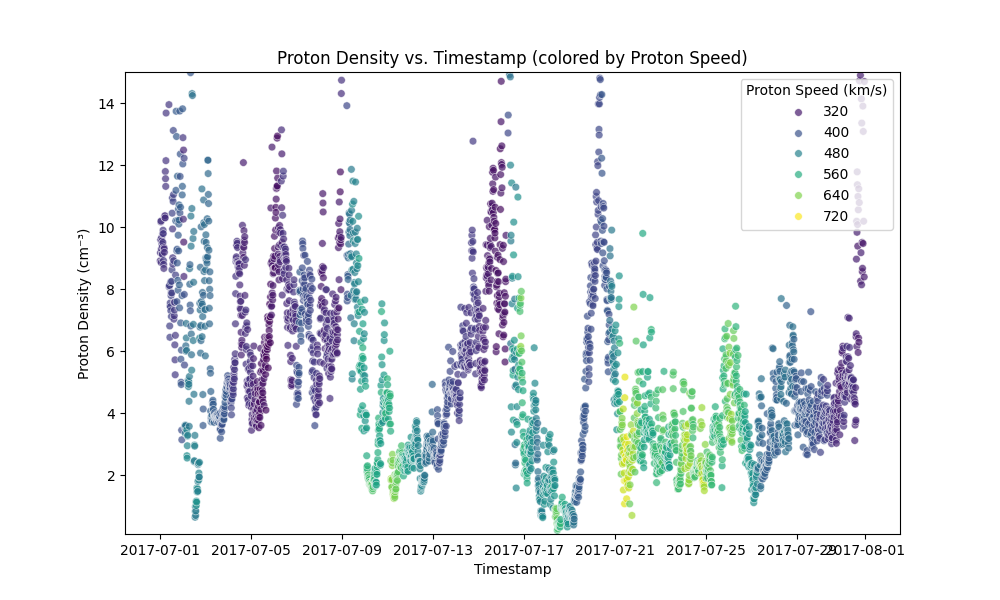 Proton Density vs. Timestamp (colored by Proton Speed)
Proton Density (cm⁻³)
14
12
10
8
6
4
2
Proton Speed (km/s)
320
400
480
560
640
720
2017-07-01 2017-07-05 2017-07-09 2017-07-13 2017-07-17 2017-07-21 2017-07-25 2017-07-29 2017-08-01
Timestamp